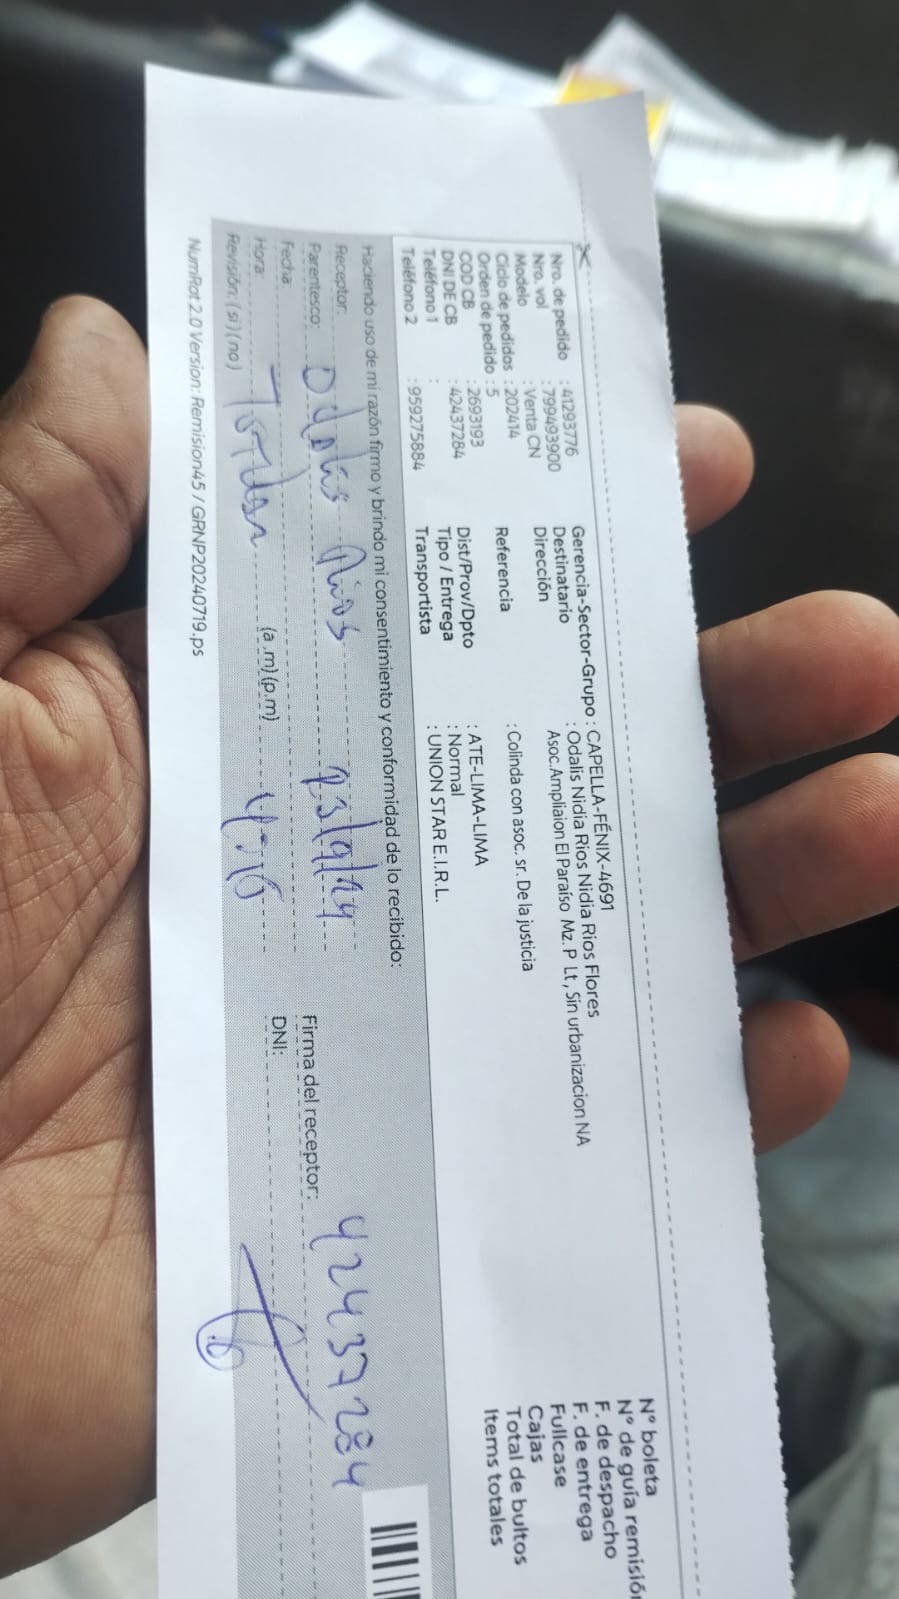 Nro. de pedido : 41293776
Nro. vol : 799493900
Modelo : Venta CN
Ciclo de pedidos : 202414
Orden de pedido : 5
COD CB : 2693193
DNI DE CB : 42437284
Teléfono 1 :
Teléfono 2 : 959275884
Gerencia-Sector-Grupo : CAPELLA-FÉNIX-4691
Destinatario : Odalis Nidia Rios Nidia Rios Flores
Dirección Asoc.Ampliaion El Paraíso Mz. P Lt , Sin urbanizacion NA
Referencia : Colinda con asoc. sr. De la justicia
Dist/Prov/Dpto : ATE-LIMA-LIMA
Tipo / Entrega : Normal
Transportista : UNION STAR E.I.R.L.
N° boleta
N° de guía remisión
F. de despacho
F. de entrega
Fullcase
Cajas
Total de bultos
Items totales
Haciendo uso de mi razón firmo y brindo mi consentimiento y conformidad de lo recibido:
Receptor:
Parentesco: Odalis Rios
Fecha:
Hora: (a .m) (p.m)
Revisión: ( si ) ( no )
Firma del receptor: 42437284
DNI:
NumRot 2.0 Version: Remision45 / GRNP20240719.ps